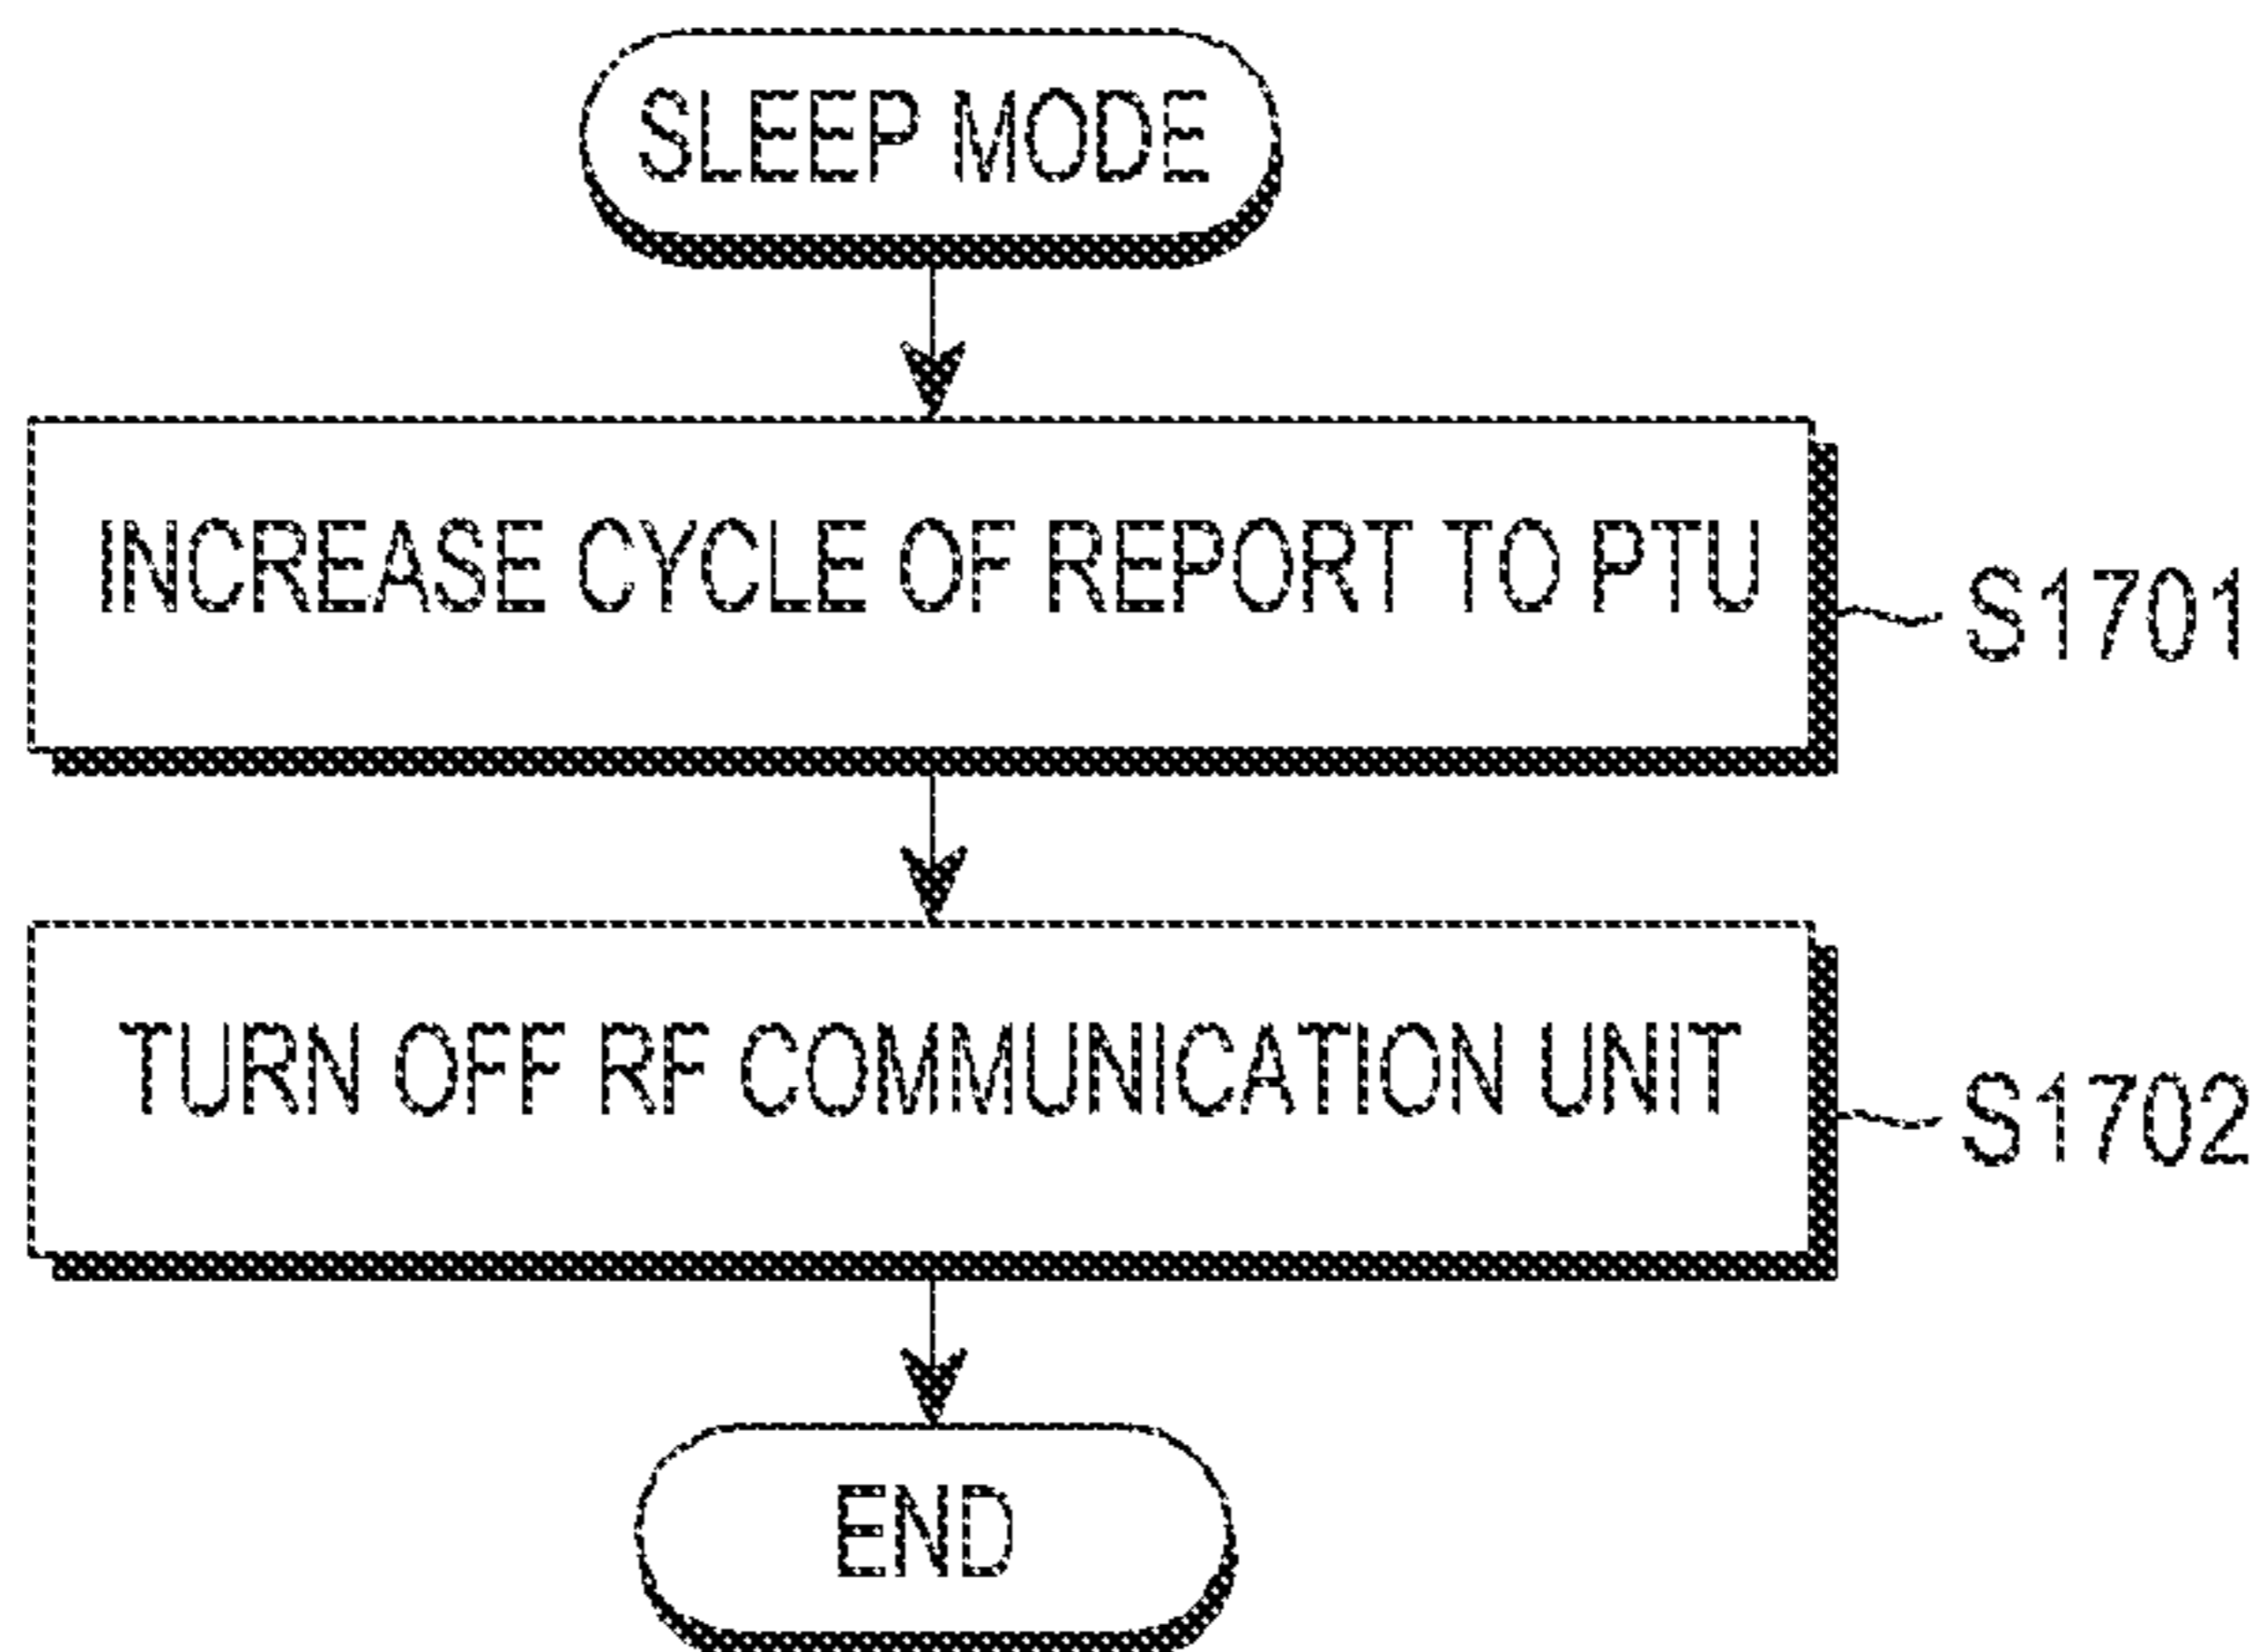 SLEEP MODE
INCREASE CYCLE OF REPORT TO PTU
S1701
TURN OFF RF COMMUNICATION UNIT
S1702
END